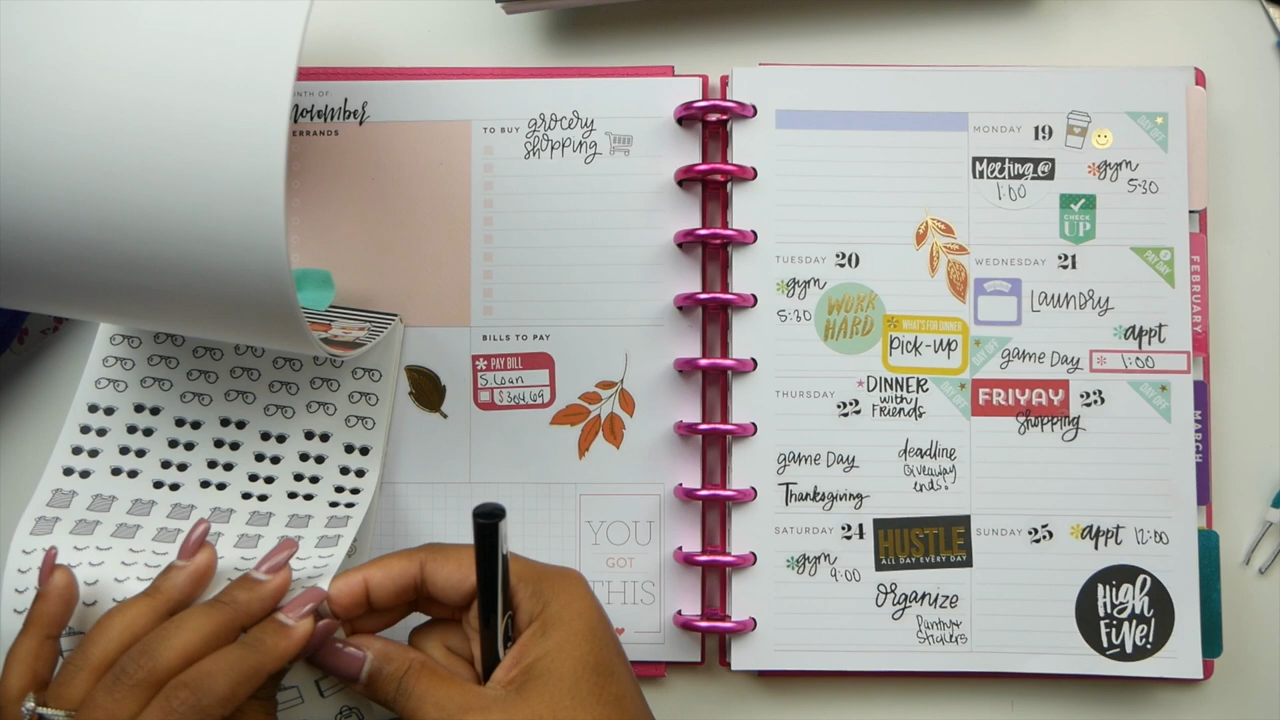 NTH OF:
november
ERRANDS
TO BUY
grocery
shopping
BILLS TO PAY
PAY BILL
S.Loan
$364.69
YOU
GOT
THIS
MONDAY 19
DAY OFF
Meeting @
1:00
gym
5:30
CHECK
UP
TUESDAY 20
gym
5:30
WORK
HARD
WHAT'S FOR DINNER
Pick-up
WEDNESDAY 21
PAY DAY
Laundry
appt
1:00
DAY OFF
game Day
THURSDAY 22
DINNER
with
Friends
DAY OFF
game Day
deadline
Giveaway
ends!
Thanksgiving
FRIYAY 23
DAY OFF
Shopping
SATURDAY 24
HUSTLE
ALL DAY EVERY DAY
gym
9:00
Organize
Pantry+
Stickers
SUNDAY 25
appt 12:00
High
Five!
FEBRUARY
MARCH